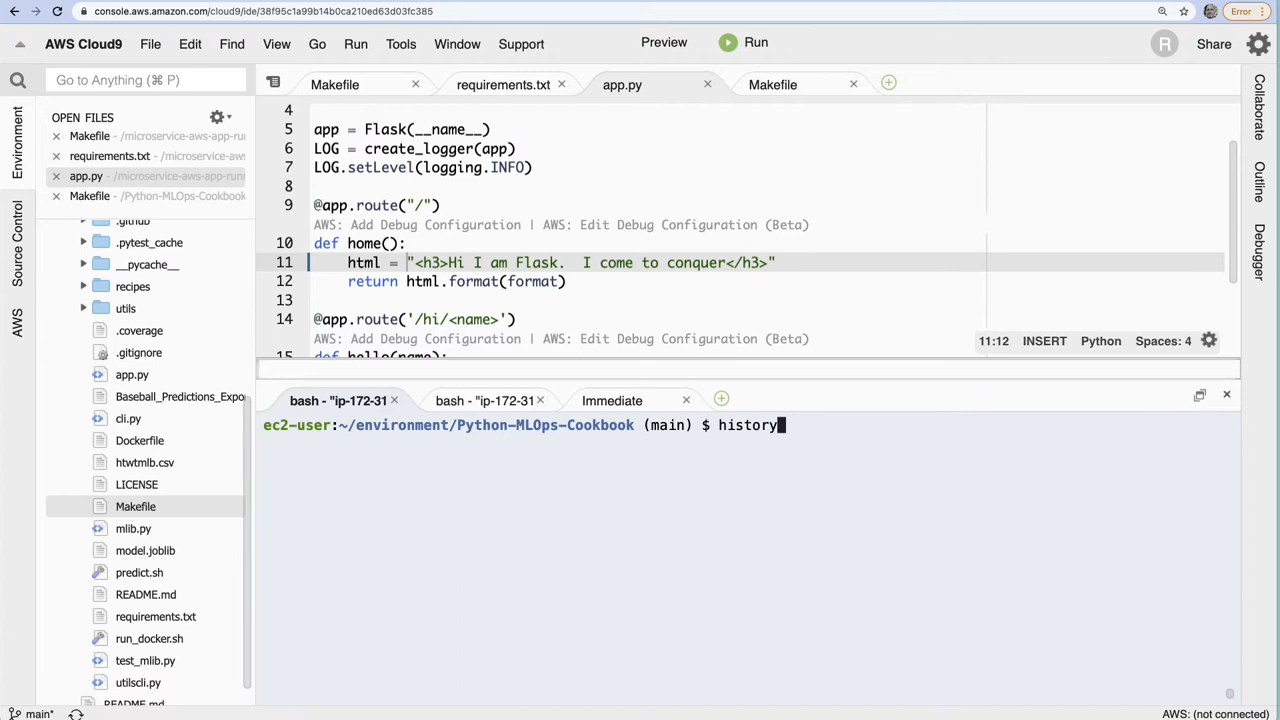 console.aws.amazon.com/cloud9/ide/38f95c1a99b14b0ca210ed63d03fc385
Error
AWS Cloud9 File Edit Find View Go Run Tools Window Support Preview Run R Share
Go to Anything (⌘ P)
Makefile requirements.txt app.py Makefile
OPEN FILES
Makefile - /microservice-aws-app-run
requirements.txt - /microservice-aws
app.py - /microservice-aws-app-runn
Makefile - /Python-MLOps-Cookbook
.github
.pytest_cache
__pycache__
recipes
utils
.coverage
.gitignore
app.py
Baseball_Predictions_Expo
cli.py
Dockerfile
htwtmlb.csv
LICENSE
Makefile
mlib.py
model.joblib
predict.sh
README.md
requirements.txt
run_docker.sh
test_mlib.py
utilscli.py
README.md
Environment
Source Control
AWS
4
5 app = Flask(__name__)
6 LOG = create_logger(app)
7 LOG.setLevel(logging.INFO)
8
9 @app.route("/")
AWS: Add Debug Configuration | AWS: Edit Debug Configuration (Beta)
10 def home():
11 html = "<h3>Hi I am Flask.  I come to conquer</h3>"
12 return html.format(format)
13
14 @app.route('/hi/<name>')
AWS: Add Debug Configuration | AWS: Edit Debug Configuration (Beta)
15 def hello(name):
11:12 INSERT Python Spaces: 4
bash - "ip-172-31 bash - "ip-172-31 Immediate
ec2-user:~/environment/Python-MLOps-Cookbook (main) $ history
Collaborate
Outline
Debugger
main*
AWS: (not connected)